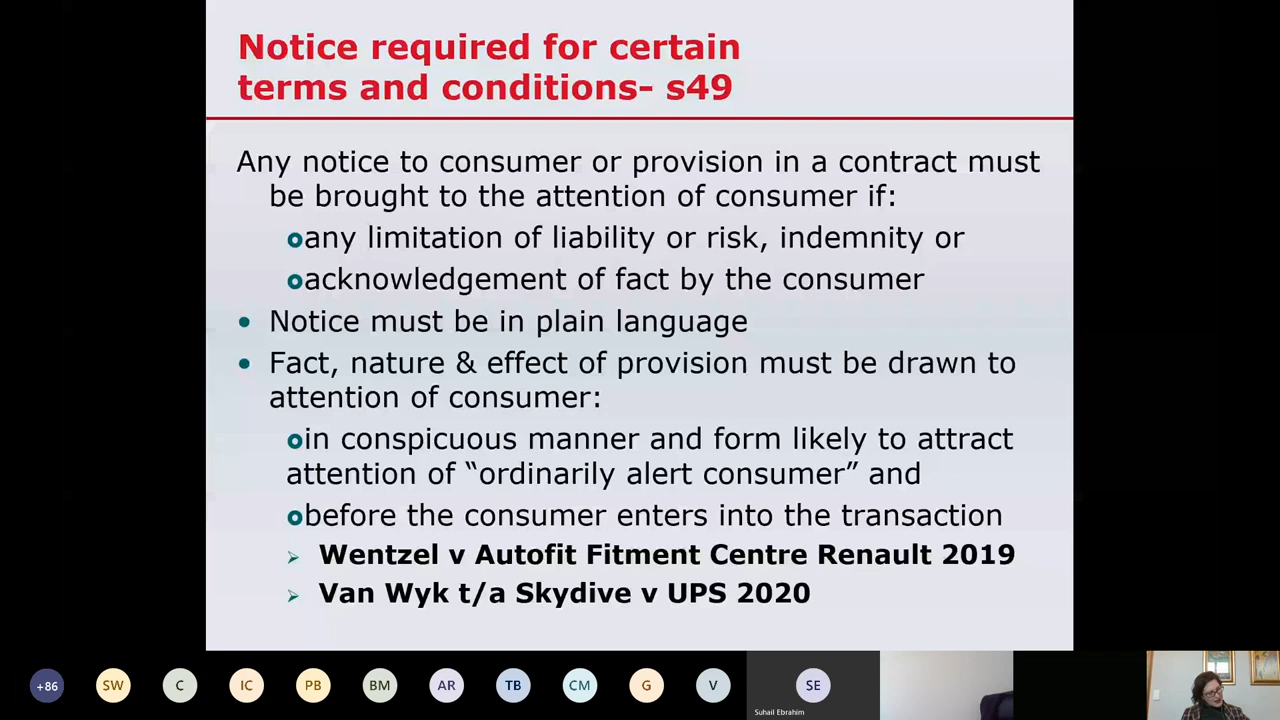 Notice required for certain
terms and conditions- s49
Any notice to consumer or provision in a contract must
be brought to the attention of consumer if:
any limitation of liability or risk, indemnity or
acknowledgement of fact by the consumer
Notice must be in plain language
Fact, nature & effect of provision must be drawn to
attention of consumer:
in conspicuous manner and form likely to attract
attention of “ordinarily alert consumer” and
before the consumer enters into the transaction
Wentzel v Autofit Fitment Centre Renault 2019
Van Wyk t/a Skydive v UPS 2020
+86 SW C IC PB BM AR TB CM G V SE
Suhail Ebrahim